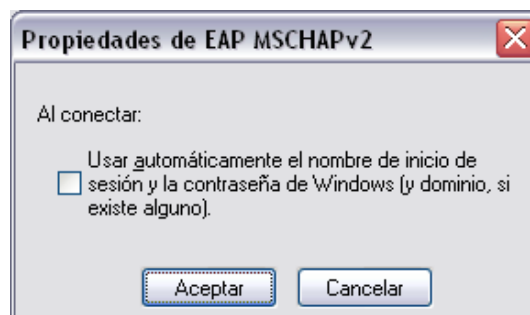 Propiedades de EAP MSCHAPv2
Al conectar:
Usar automáticamente el nombre de inicio de
sesión y la contraseña de Windows (y dominio, si
existe alguno).
Aceptar
Cancelar